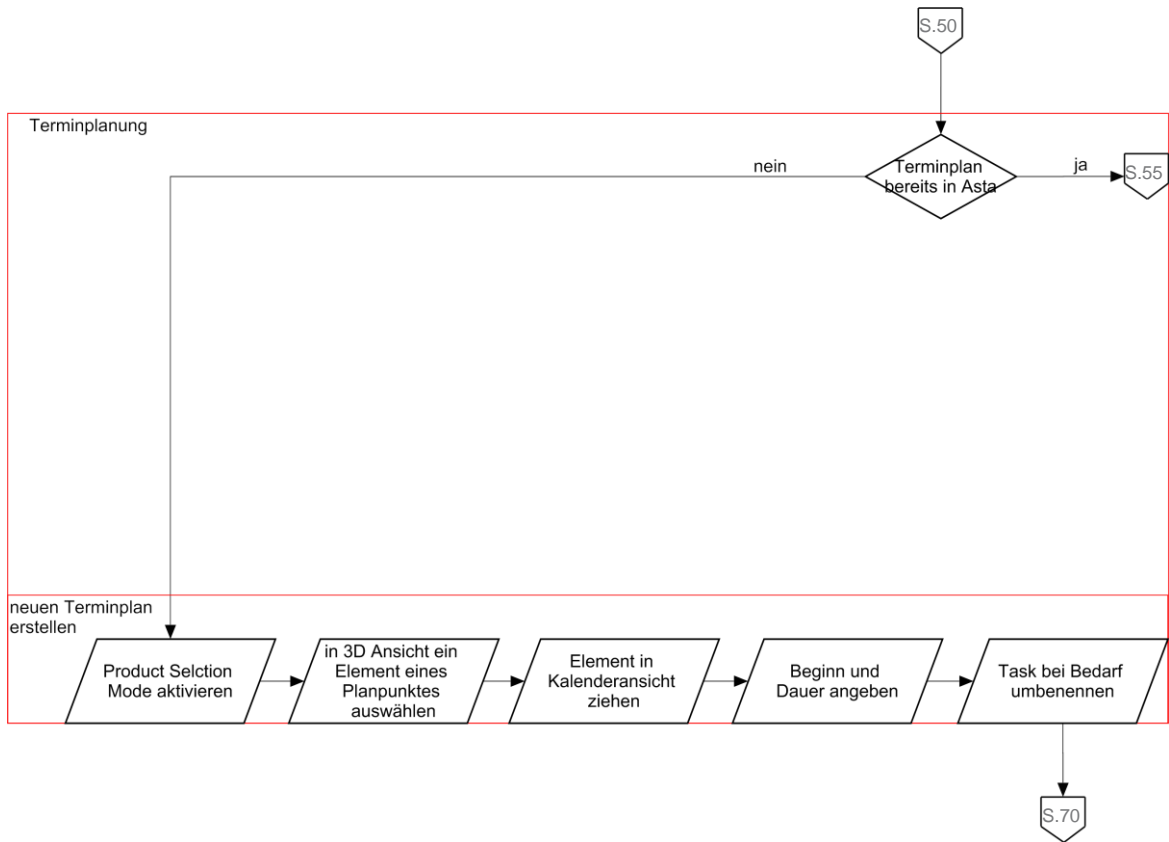 S.50
Terminplanung
nein
Terminplan
bereits in Asta
ja
S.55
neuen Terminplan
erstellen
Product Selction
Mode aktivieren
in 3D Ansicht ein
Element eines
Planpunktes
auswählen
Element in
Kalenderansicht
ziehen
Beginn und
Dauer angeben
Task bei Bedarf
umbenennen
S.70